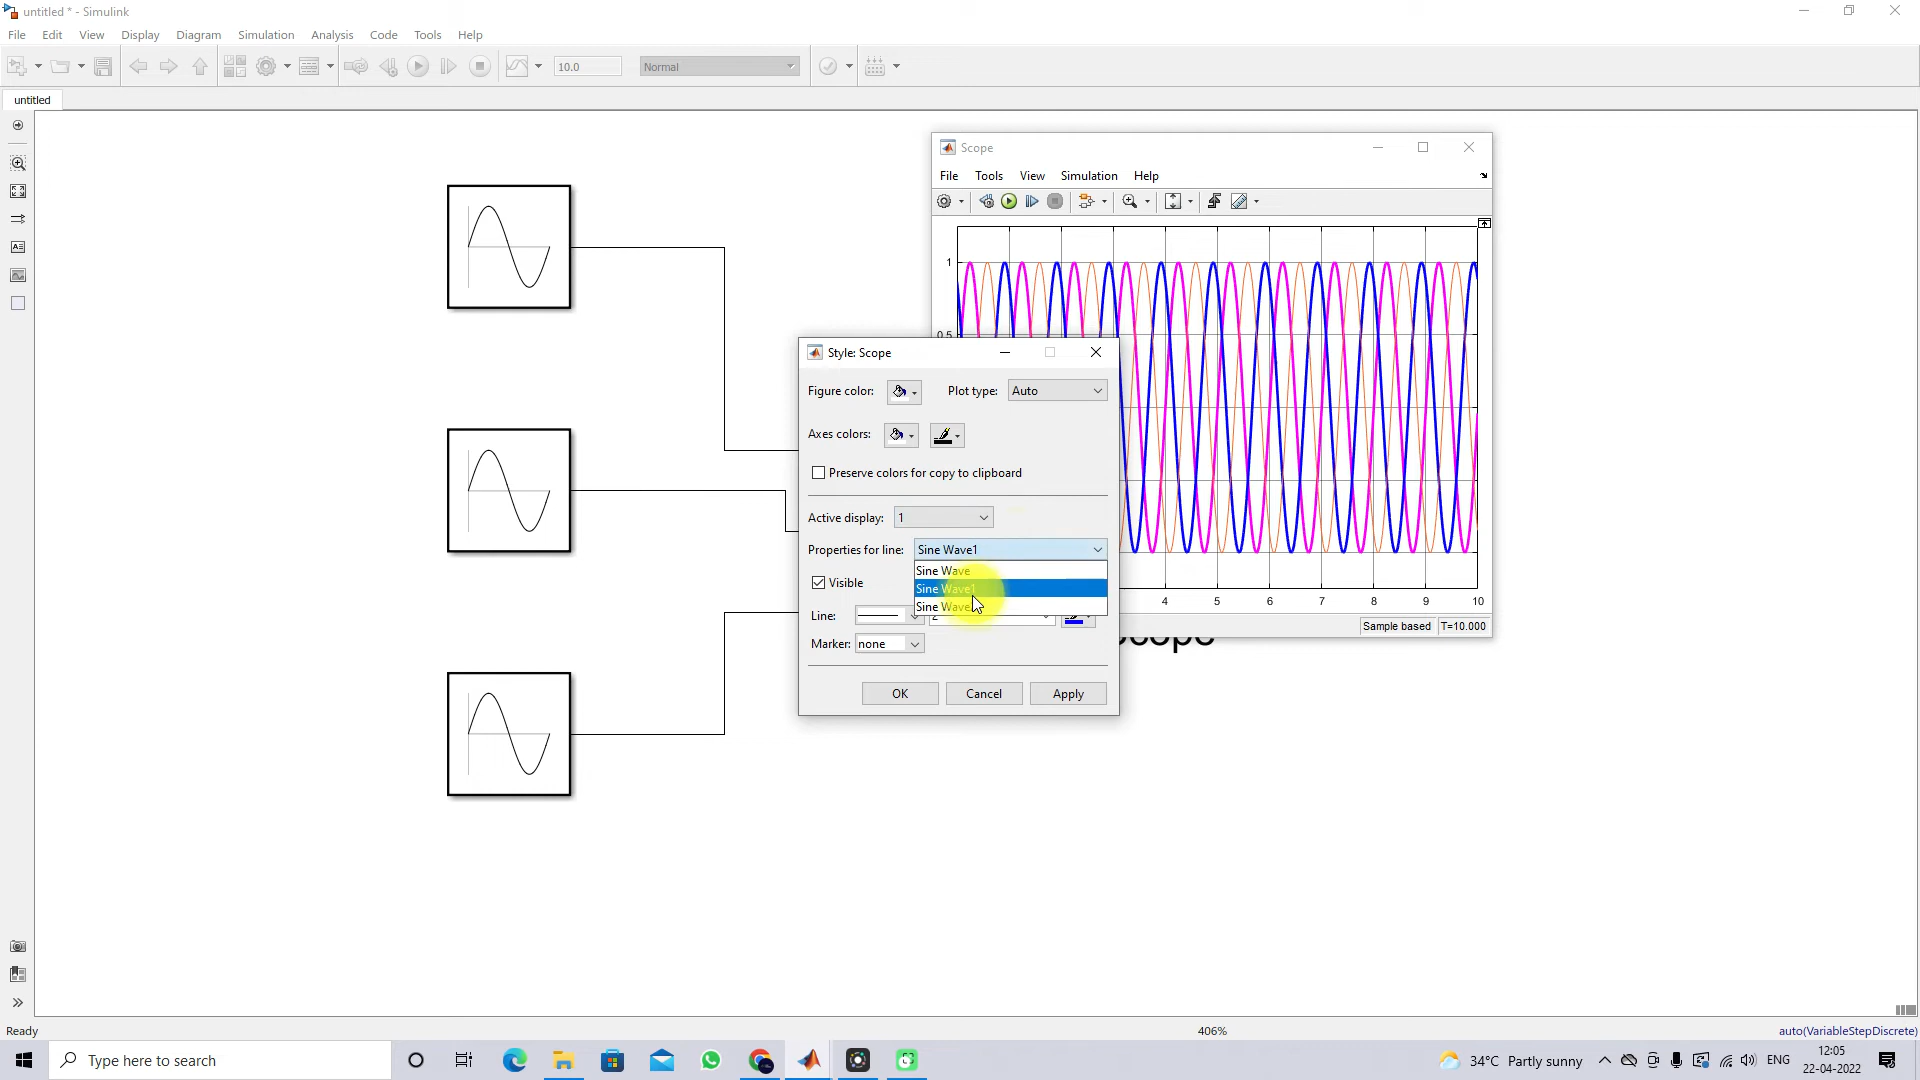 untitled * - Simulink
File Edit View Display Diagram Simulation Analysis Code Tools Help
10.0 Normal
untitled
Scope
File Tools View Simulation Help
1
0.5
4 5 6 7 8 9 10
Sample based T=10.000
Style: Scope
Figure color: Plot type: Auto
Axes colors:
Preserve colors for copy to clipboard
Active display: 1
Properties for line: Sine Wave1
Sine Wave
Sine Wave1
Sine Wave
Visible
Line: 2
Marker: none
OK Cancel Apply
Scope
Ready 406% auto(VariableStepDiscrete)
Type here to search
34°C Partly sunny ENG 12:05
22-04-2022